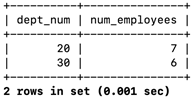 +----------+---------------+
| dept_num | num_employees |
+----------+---------------+
|       20 |             7 |
|       30 |             6 |
+----------+---------------+
2 rows in set (0.001 sec)